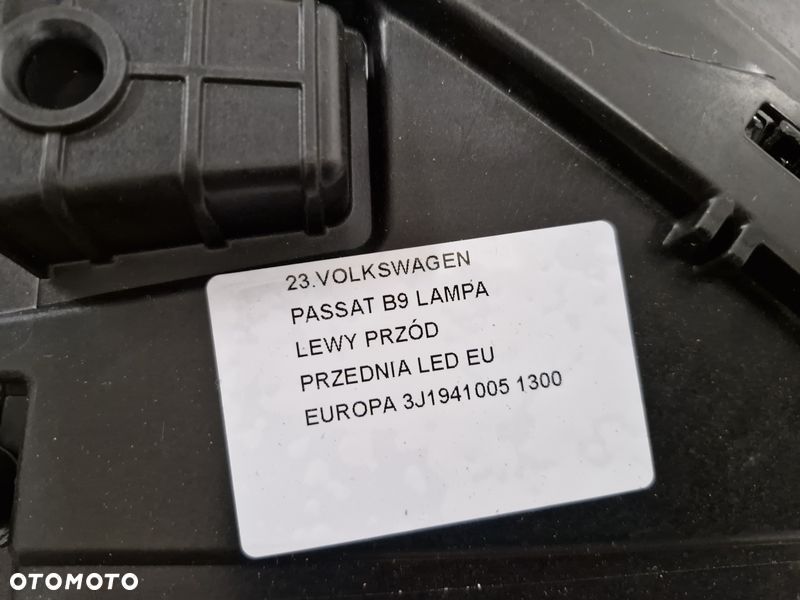 23.VOLKSWAGEN
PASSAT B9 LAMPA
LEWY PRZÓD
PRZEDNIA LED EU
EUROPA 3J1941005 1300
OTOMOTO